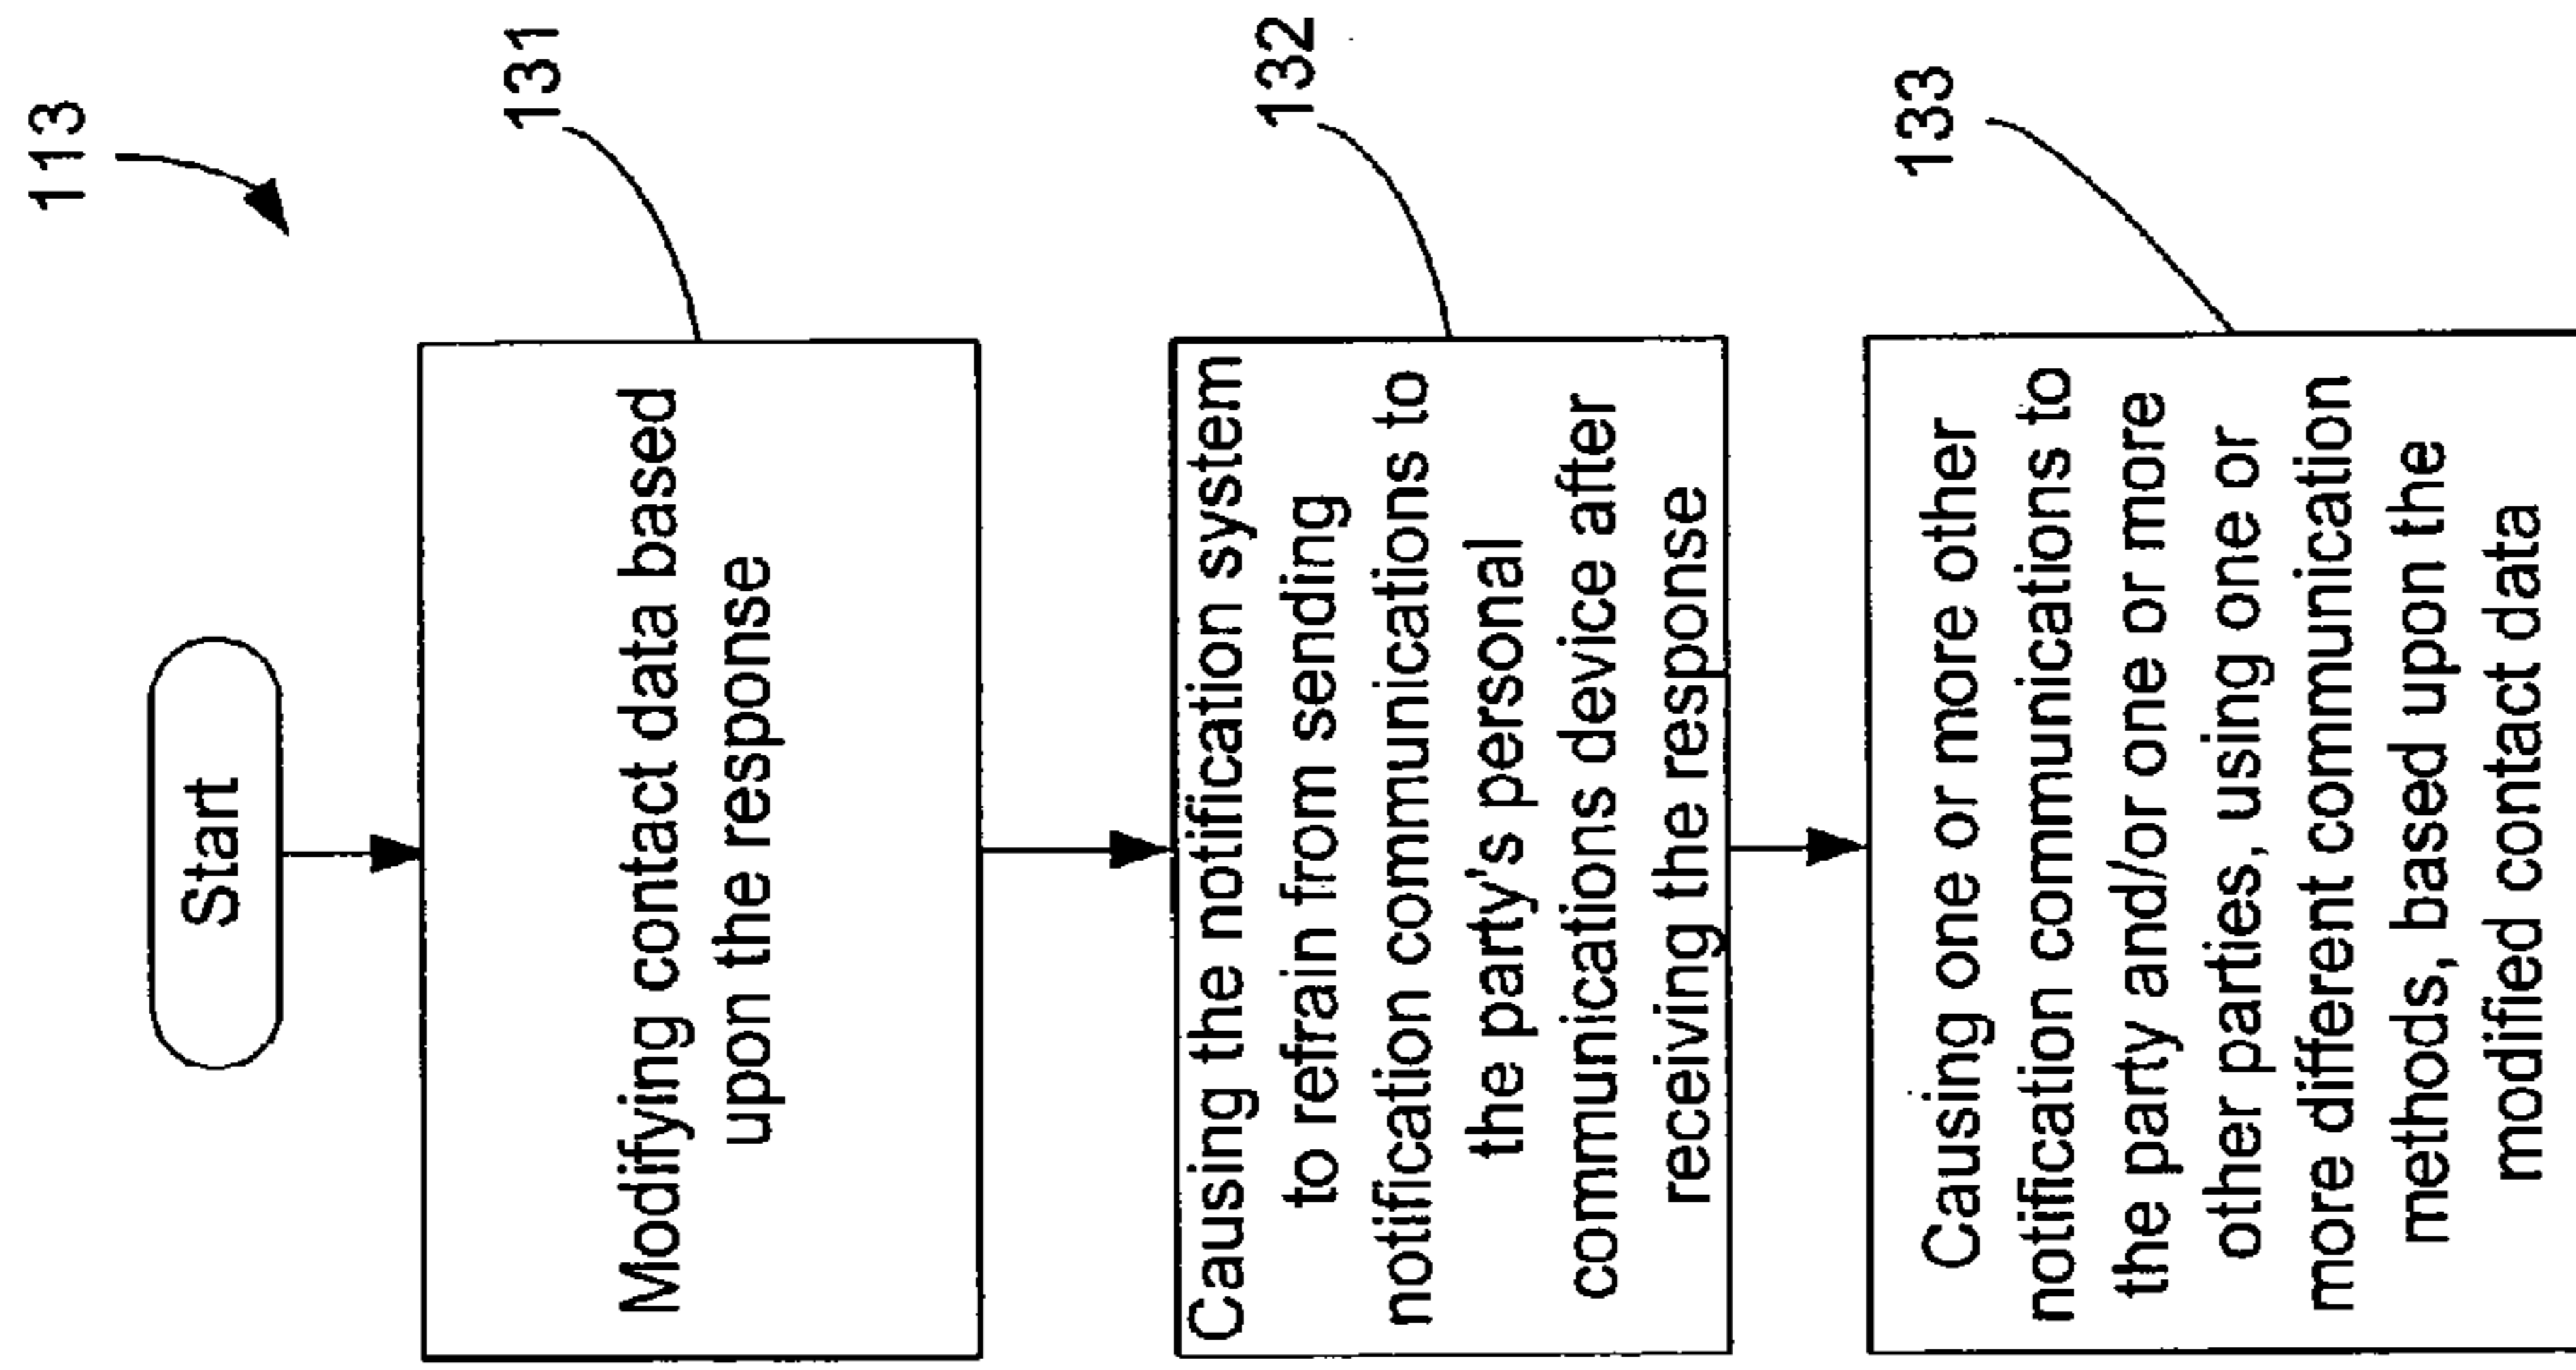 113
Start
131
Modifying contact data based
upon the response
132
Causing the notification system
to refrain from sending
notification communications to
the party's personal
communications device after
receiving the response
133
Causing one or more other
notification communications to
the party and/or one or more
other parties, using one or
more different communication
methods, based upon the
modified contact data